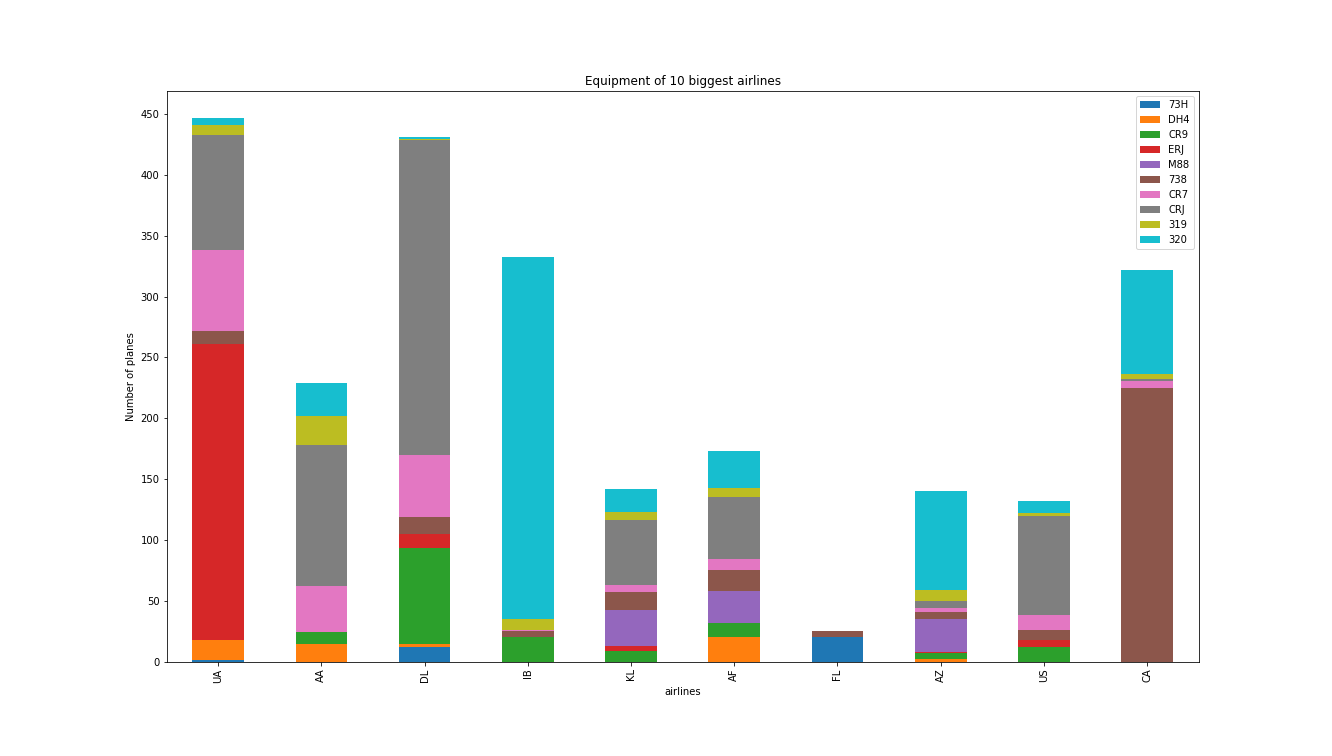 Equipment of 10 biggest airlines
Number of planes
450
400
350
300
250
200
150
100
50
0
73H
DH4
CR9
ERJ
M88
738
CR7
CRJ
319
320
UA
AA
DL
IB
KL
AF
FL
AZ
US
CA
airlines